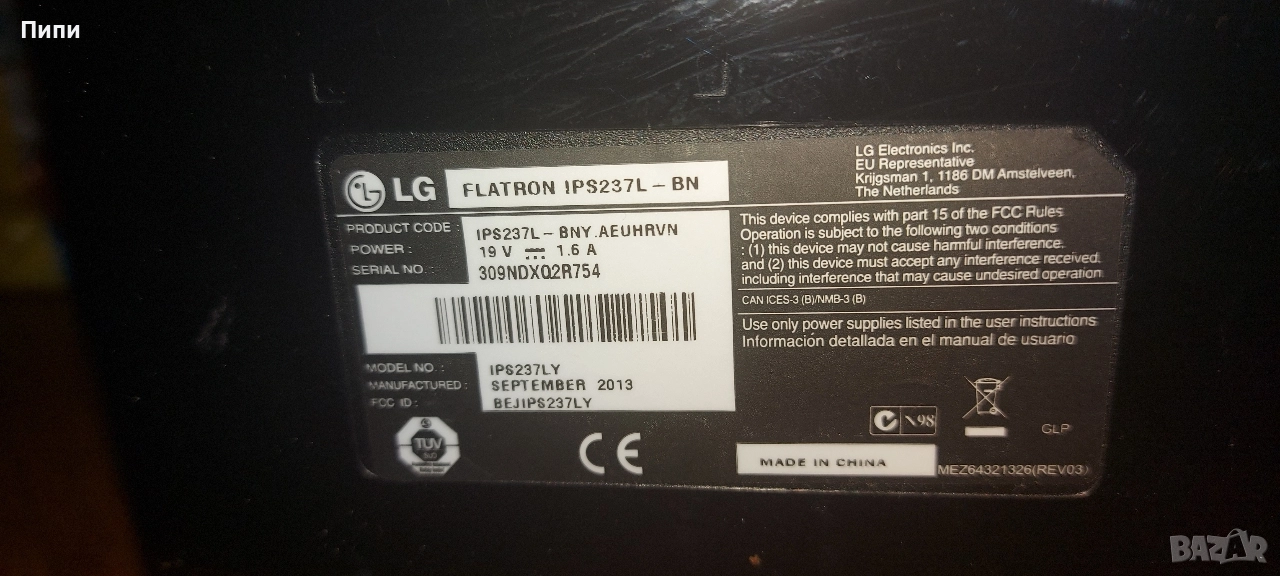 Пипи
LG FLATRON IPS237L-BN
LG Electronics Inc.
EU Representative
Krijgsman 1, 1186 DM Amstelveen,
The Netherlands
PRODUCT CODE : IPS237L-BNY.AEUHRVN
POWER : 19 V 1.6 A
SERIAL NO. : 309NDXQ2R754
MODEL NO. : IPS237LY
MANUFACTURED : SEPTEMBER 2013
FCC ID : BEJIPS237LY
This device complies with part 15 of the FCC Rules
Operation is subject to the following two conditions
: (1) this device may not cause harmful interference.
and (2) this device must accept any interference received,
including interference that may cause undesired operation
CAN ICES-3 (B)/NMB-3 (B)
Use only power supplies listed in the user instructions
Información detallada en el manual de usuario
TUV
CE
N98
GLP
MADE IN CHINA
MEZ64321326(REV03)
BAZAR